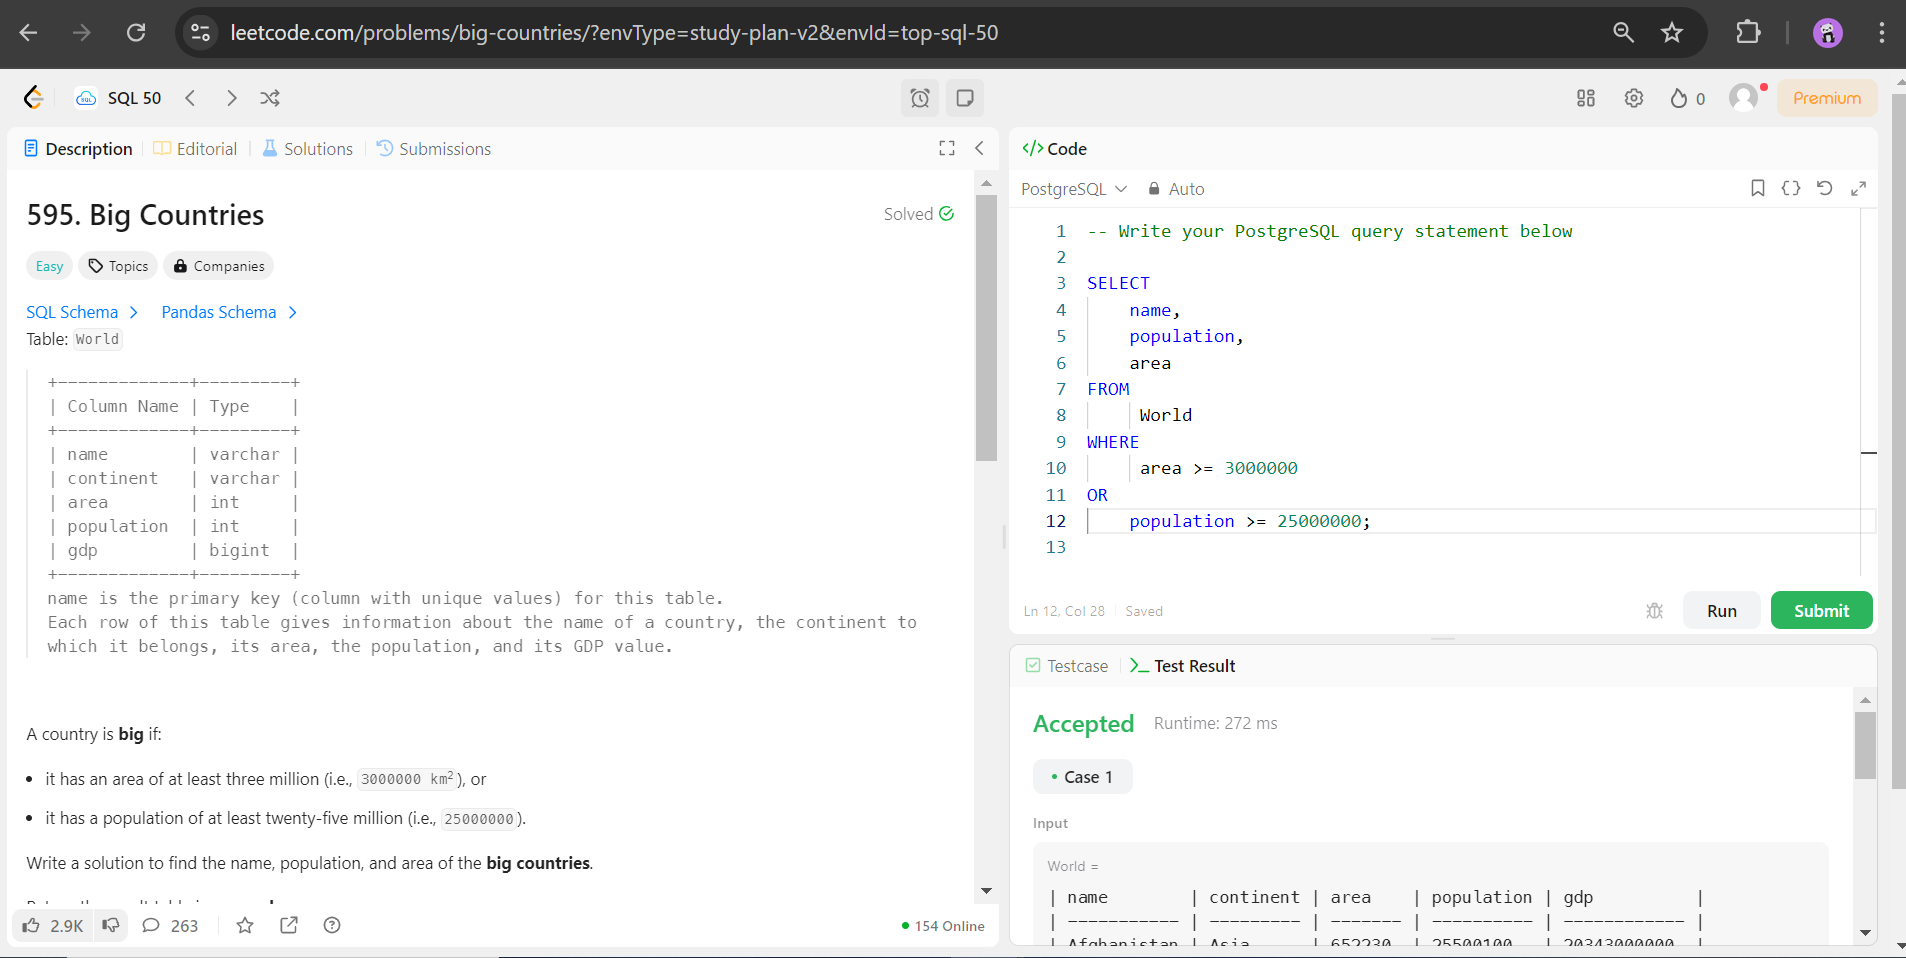 leetcode.com/problems/big-countries/?envType=study-plan-v2&envId=top-sql-50
SQL 50
0
Premium
Description
Editorial
Solutions
Submissions
595. Big Countries
Solved
Easy
Topics
Companies
SQL Schema
Pandas Schema
Table: World
+-------------+---------+
| Column Name | Type    |
+-------------+---------+
| name        | varchar |
| continent   | varchar |
| area        | int     |
| population  | int     |
| gdp         | bigint  |
+-------------+---------+
name is the primary key (column with unique values) for this table.
Each row of this table gives information about the name of a country, the continent to
which it belongs, its area, the population, and its GDP value.
A country is big if:
• it has an area of at least three million (i.e., 3000000 km²), or
• it has a population of at least twenty-five million (i.e., 25000000).
Write a solution to find the name, population, and area of the big countries.
2.9K
263
154 Online
</> Code
PostgreSQL
Auto
1 -- Write your PostgreSQL query statement below
2
3 SELECT
4     name,
5     population,
6     area
7 FROM
8      World
9 WHERE
10      area >= 3000000
11 OR
12     population >= 25000000;
13
Ln 12, Col 28
Saved
Run
Submit
Testcase
>_ Test Result
Accepted
Runtime: 272 ms
• Case 1
Input
World =
| name        | continent | area    | population | gdp          |
| ----------- | --------- | ------- | ---------- | ------------ |
| Afghanistan | Asia      | 652230  | 25500100   | 20343000000  |